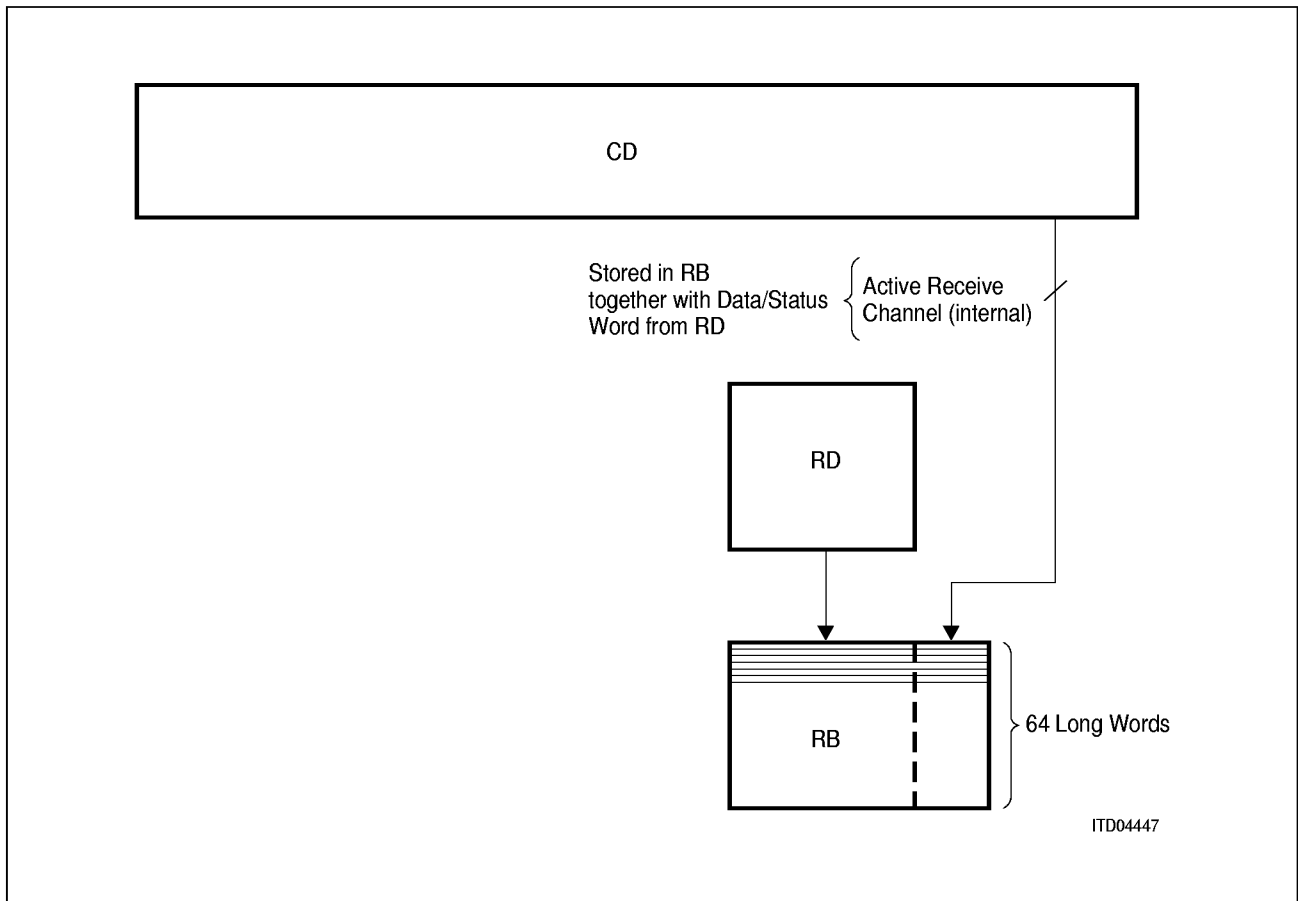 CD
Stored in RB
together with Data/Status
Word from RD
Active Receive
Channel (internal)
RD
RB
64 Long Words
ITD04447